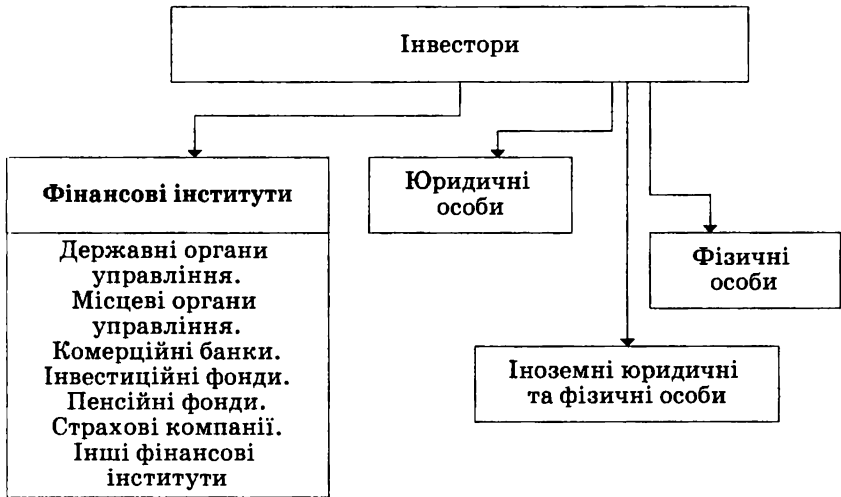 Інвестори
Фінансові інститути
Державні органи
управління.
Місцеві органи
управління.
Комерційні банки.
Інвестиційні фонди.
Пенсійні фонди.
Страхові компанії.
Інші фінансові
інститути
Юридичні
особи
Фізичні
особи
Іноземні юридичні
та фізичні особи